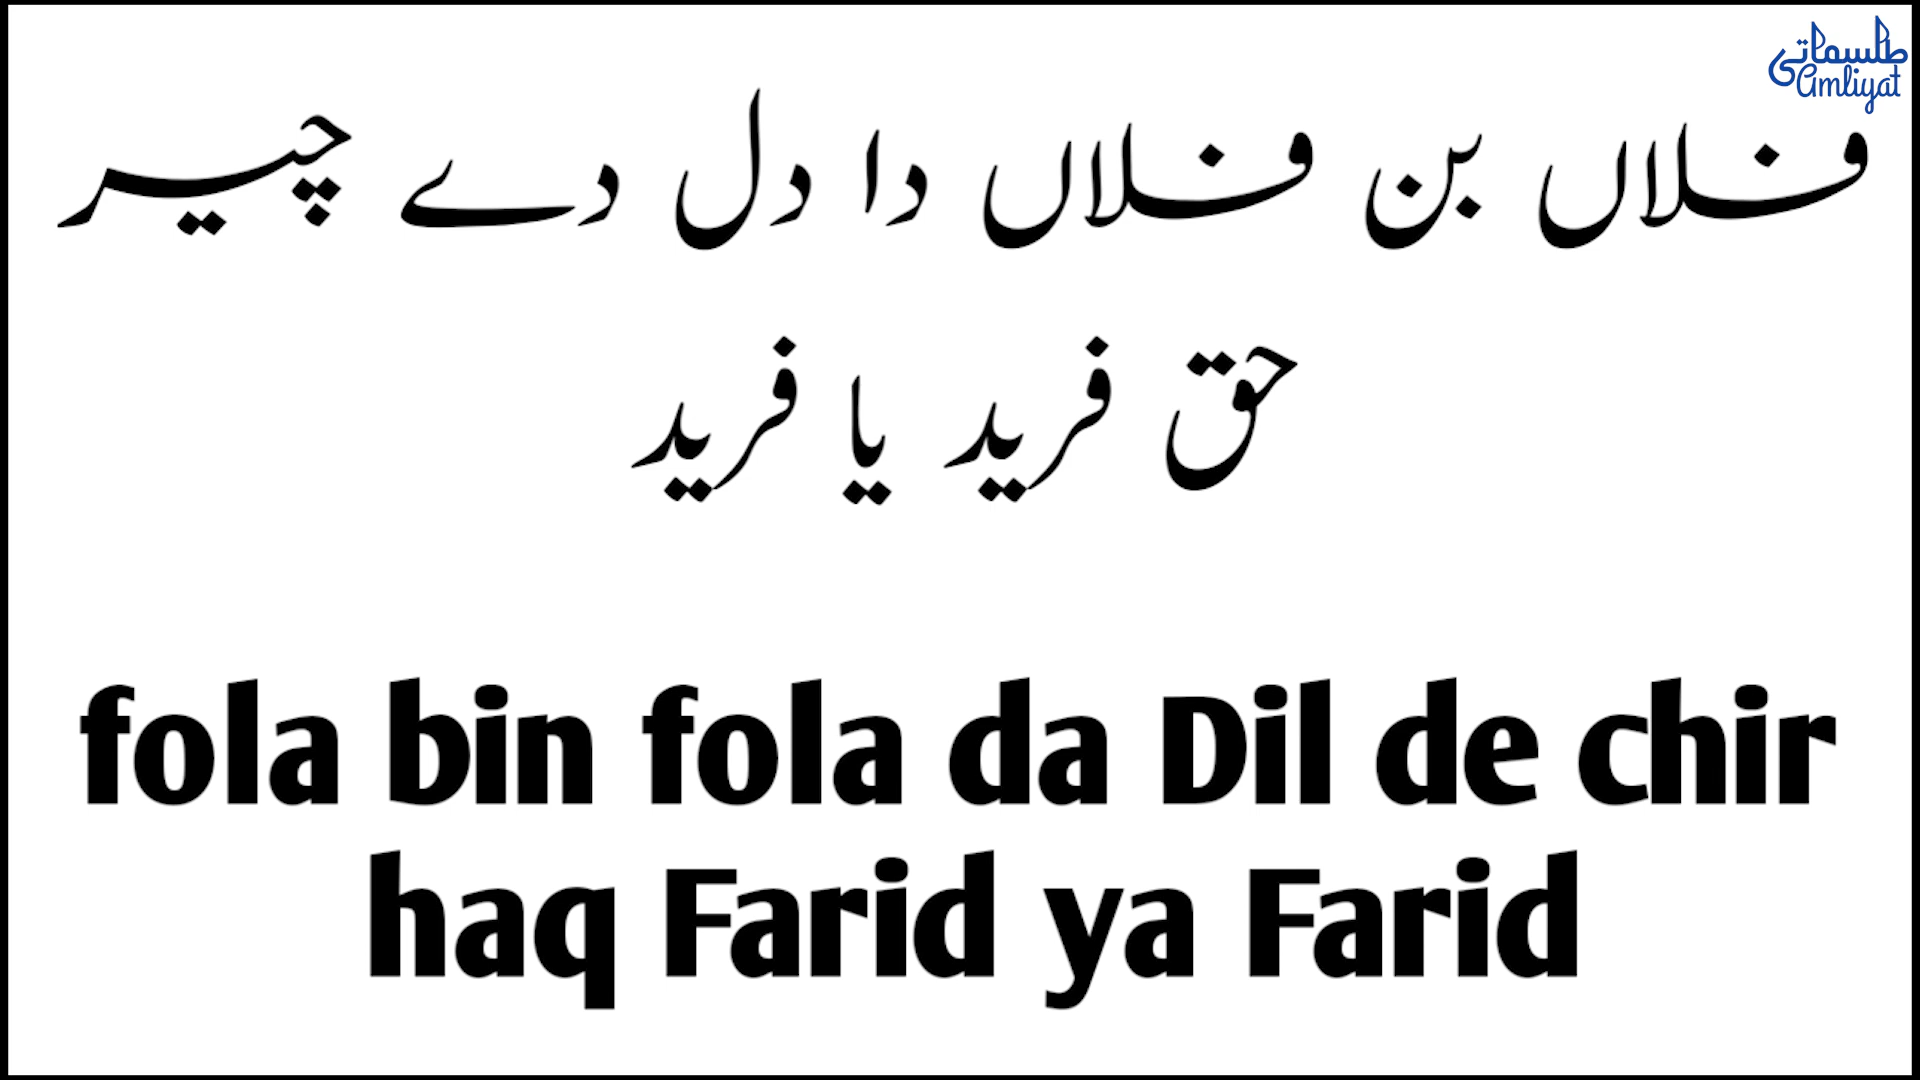 طلسماتی
amliyat
فلاں بن فلاں دا دل دے چیر
حق فرید یا فرید
fola bin fola da Dil de chir
haq Farid ya Farid